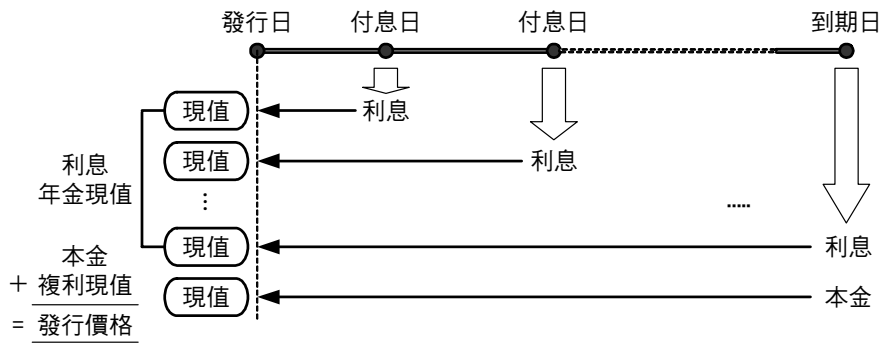 發行日 付息日 付息日 到期日
現值 利息
現值 利息
利息
年金現值
⋮ .....
現值 利息
本金
＋ 複利現值
現值 本金
= 發行價格